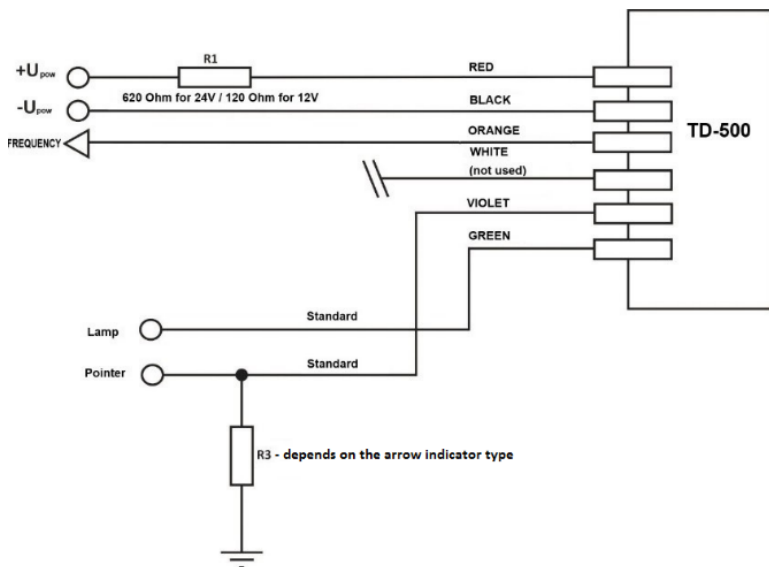 R1
+Upow
RED
620 Ohm for 24V / 120 Ohm for 12V
-Upow
BLACK
FREQUENCY
ORANGE
TD-500
WHITE
(not used)
VIOLET
GREEN
Lamp
Standard
Pointer
Standard
R3 - depends on the arrow indicator type